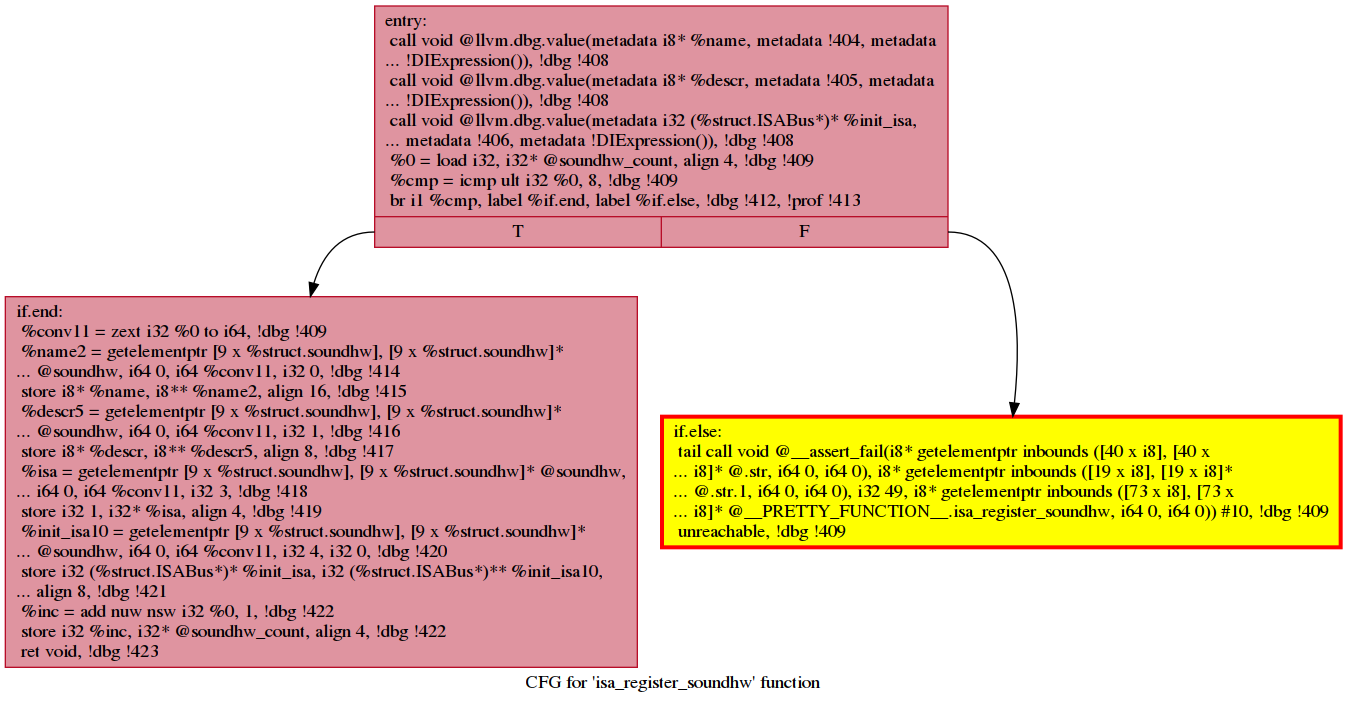 entry:
call void @llvm.dbg.value(metadata i8* %name, metadata !404, metadata
... !DIExpression()), !dbg !408
call void @llvm.dbg.value(metadata i8* %descr, metadata !405, metadata
... !DIExpression()), !dbg !408
call void @llvm.dbg.value(metadata i32 (%struct.ISABus*)* %init_isa,
... metadata !406, metadata !DIExpression()), !dbg !408
%0 = load i32, i32* @soundhw_count, align 4, !dbg !409
%cmp = icmp ult i32 %0, 8, !dbg !409
br i1 %cmp, label %if.end, label %if.else, !dbg !412, !prof !413
T F
if.end:
%conv11 = zext i32 %0 to i64, !dbg !409
%name2 = getelementptr [9 x %struct.soundhw], [9 x %struct.soundhw]*
... @soundhw, i64 0, i64 %conv11, i32 0, !dbg !414
store i8* %name, i8** %name2, align 16, !dbg !415
%descr5 = getelementptr [9 x %struct.soundhw], [9 x %struct.soundhw]*
... @soundhw, i64 0, i64 %conv11, i32 1, !dbg !416
store i8* %descr, i8** %descr5, align 8, !dbg !417
%isa = getelementptr [9 x %struct.soundhw], [9 x %struct.soundhw]* @soundhw,
... i64 0, i64 %conv11, i32 3, !dbg !418
store i32 1, i32* %isa, align 4, !dbg !419
%init_isa10 = getelementptr [9 x %struct.soundhw], [9 x %struct.soundhw]*
... @soundhw, i64 0, i64 %conv11, i32 4, i32 0, !dbg !420
store i32 (%struct.ISABus*)* %init_isa, i32 (%struct.ISABus*)** %init_isa10,
... align 8, !dbg !421
%inc = add nuw nsw i32 %0, 1, !dbg !422
store i32 %inc, i32* @soundhw_count, align 4, !dbg !422
ret void, !dbg !423
if.else:
tail call void @__assert_fail(i8* getelementptr inbounds ([40 x i8], [40 x
... i8]* @.str, i64 0, i64 0), i8* getelementptr inbounds ([19 x i8], [19 x i8]*
... @.str.1, i64 0, i64 0), i32 49, i8* getelementptr inbounds ([73 x i8], [73 x
... i8]* @__PRETTY_FUNCTION__.isa_register_soundhw, i64 0, i64 0)) #10, !dbg !409
unreachable, !dbg !409
CFG for 'isa_register_soundhw' function